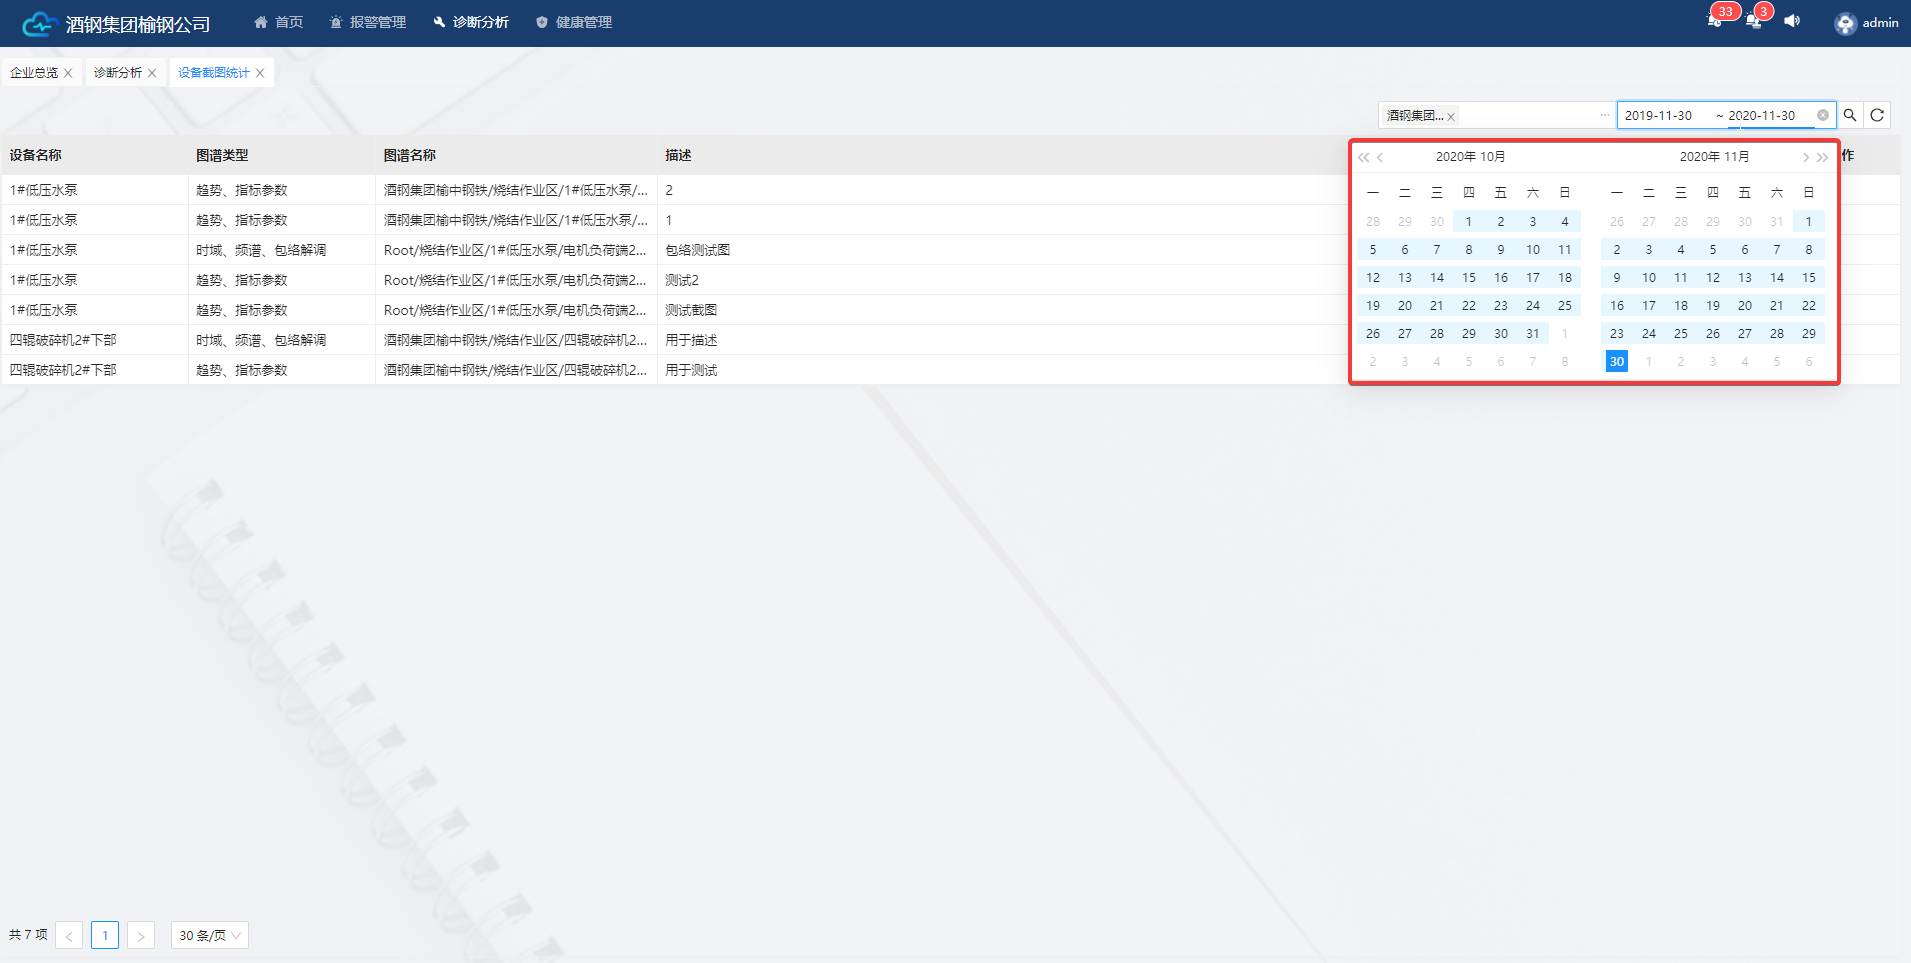 酒钢集团榆钢公司 首页 报警管理 诊断分析 健康管理 33 3 admin
企业总览 诊断分析 设备截图统计
酒钢集团... ... 2019-11-30 ~ 2020-11-30
设备名称 图谱类型 图谱名称 描述 作
1#低压水泵 趋势、指标参数 酒钢集团榆中钢铁/烧结作业区/1#低压水泵/... 2
1#低压水泵 趋势、指标参数 酒钢集团榆中钢铁/烧结作业区/1#低压水泵/... 1
1#低压水泵 时域、频谱、包络解调 Root/烧结作业区/1#低压水泵/电机负荷端2... 包络测试图
1#低压水泵 趋势、指标参数 Root/烧结作业区/1#低压水泵/电机负荷端2... 测试2
1#低压水泵 趋势、指标参数 Root/烧结作业区/1#低压水泵/电机负荷端2... 测试截图
四辊破碎机2#下部 时域、频谱、包络解调 酒钢集团榆中钢铁/烧结作业区/四辊破碎机2... 用于描述
四辊破碎机2#下部 趋势、指标参数 酒钢集团榆中钢铁/烧结作业区/四辊破碎机2... 用于测试
2020年 10月
一 二 三 四 五 六 日
28 29 30 1 2 3 4
5 6 7 8 9 10 11
12 13 14 15 16 17 18
19 20 21 22 23 24 25
26 27 28 29 30 31 1
2 3 4 5 6 7 8
2020年 11月
一 二 三 四 五 六 日
26 27 28 29 30 31 1
2 3 4 5 6 7 8
9 10 11 12 13 14 15
16 17 18 19 20 21 22
23 24 25 26 27 28 29
30 1 2 3 4 5 6
共 7 项 < 1 > 30 条/页